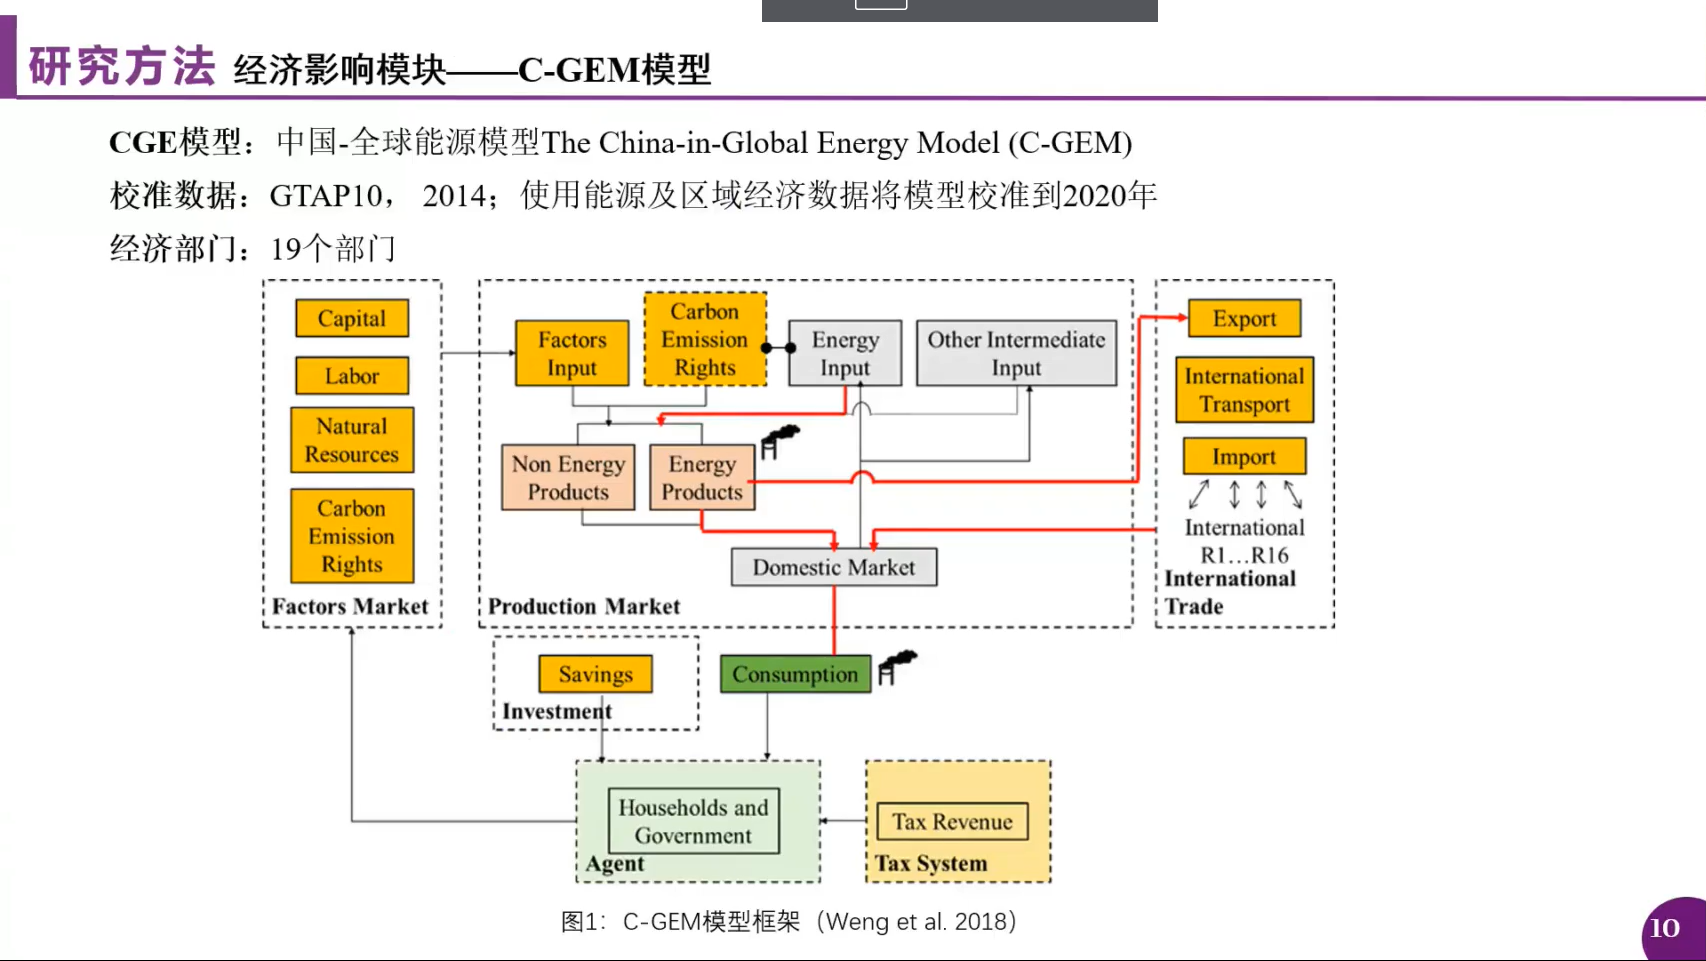 研究方法 经济影响模块——C-GEM模型
CGE模型：中国-全球能源模型The China-in-Global Energy Model (C-GEM)
校准数据：GTAP10， 2014；使用能源及区域经济数据将模型校准到2020年
经济部门：19个部门
Capital
Labor
Natural
Resources
Carbon
Emission
Rights
Factors Market
Factors
Input
Carbon
Emission
Rights
Energy
Input
Other Intermediate
Input
Non Energy
Products
Energy
Products
Domestic Market
Production Market
Export
International
Transport
Import
International
R1...R16
International
Trade
Savings
Investment
Consumption
Households and
Government
Agent
Tax Revenue
Tax System
图1：C-GEM模型框架（Weng et al. 2018）
10